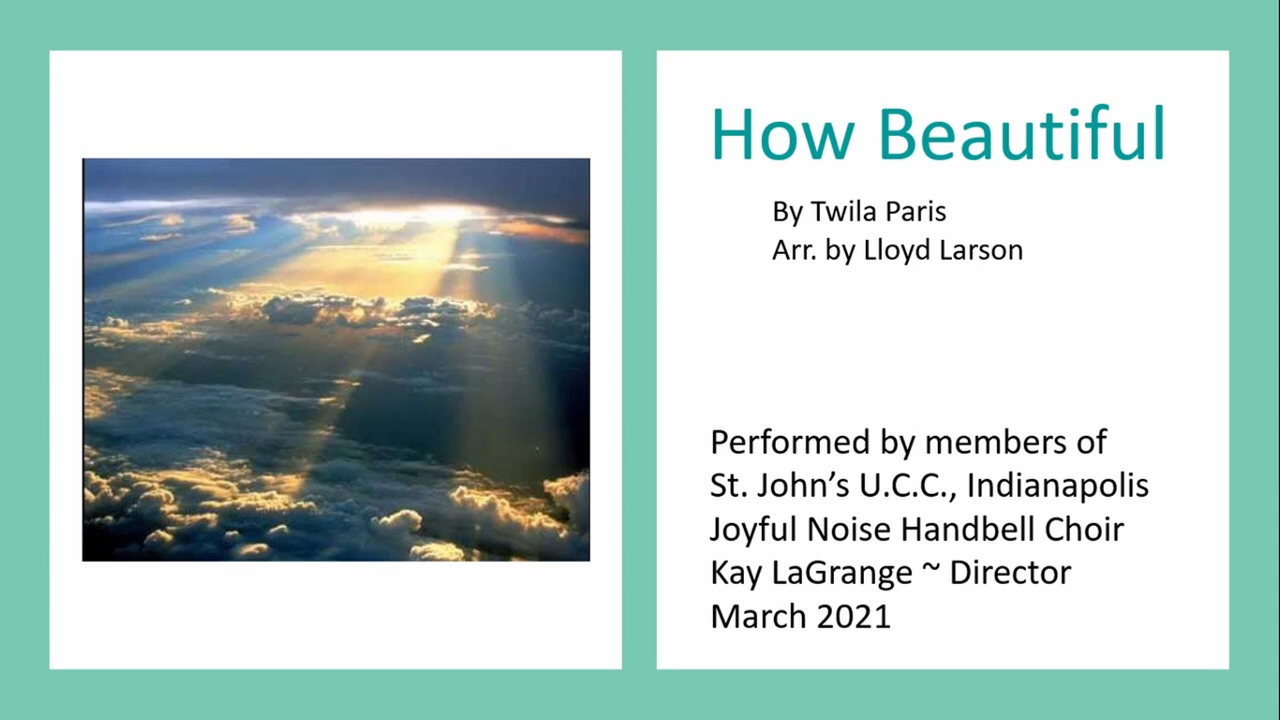 How Beautiful
By Twila Paris
Arr. by Lloyd Larson
Performed by members of
St. John’s U.C.C., Indianapolis
Joyful Noise Handbell Choir
Kay LaGrange ~ Director
March 2021